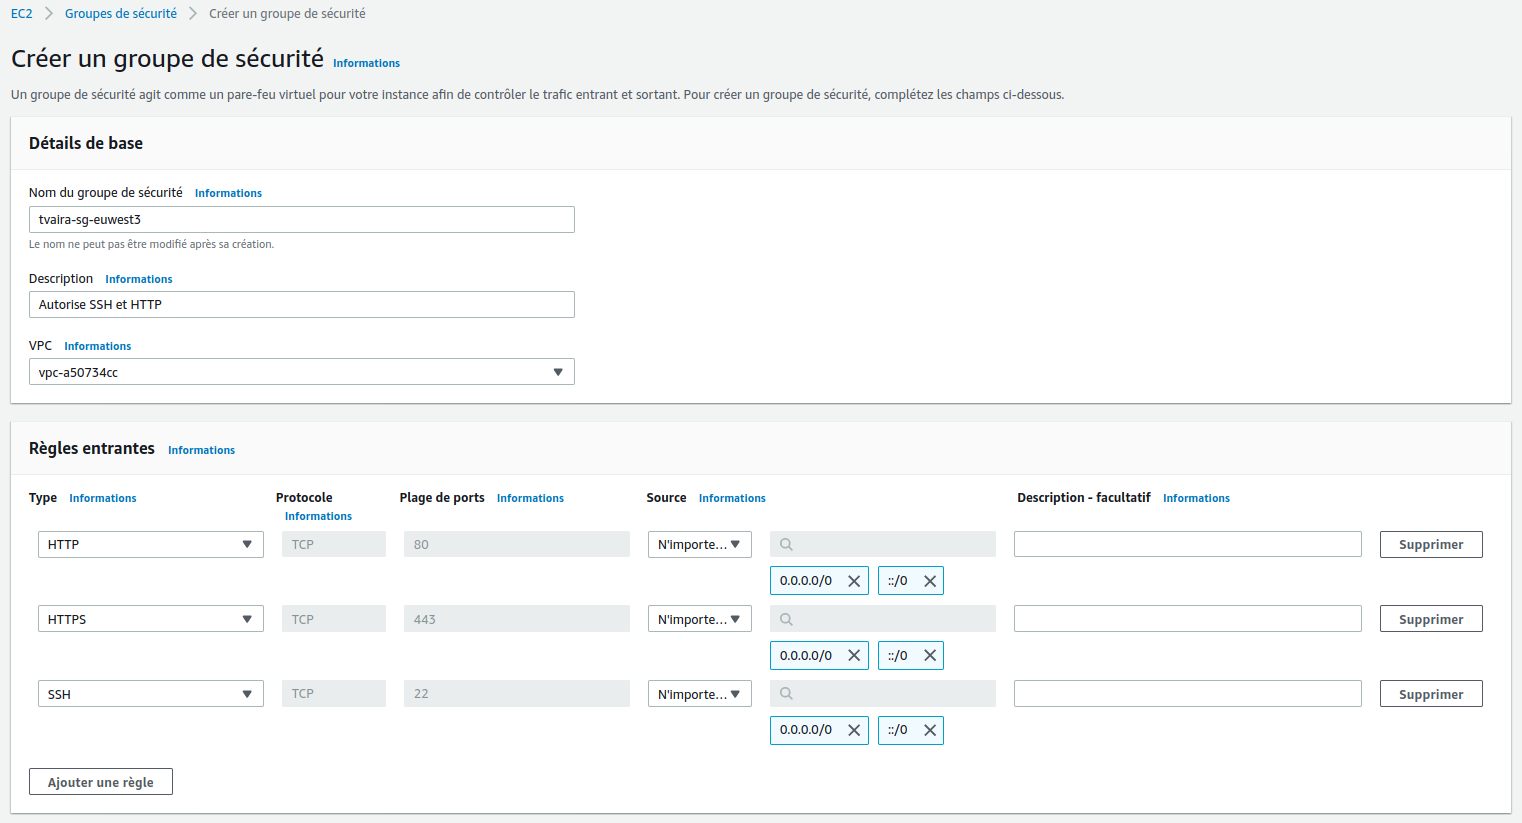 EC2 Groupes de sécurité Créer un groupe de sécurité
Créer un groupe de sécurité Informations
Un groupe de sécurité agit comme un pare-feu virtuel pour votre instance afin de contrôler le trafic entrant et sortant. Pour créer un groupe de sécurité, complétez les champs ci-dessous.
Détails de base
Nom du groupe de sécurité Informations
tvaira-sg-euwest3
Le nom ne peut pas être modifié après sa création.
Description Informations
Autorise SSH et HTTP
VPC Informations
vpc-a50734cc
Règles entrantes Informations
Type Informations Protocole Informations Plage de ports Informations Source Informations Description - facultatif Informations
HTTP TCP 80 N'importe... Supprimer
0.0.0.0/0 ::/0
HTTPS TCP 443 N'importe... Supprimer
0.0.0.0/0 ::/0
SSH TCP 22 N'importe... Supprimer
0.0.0.0/0 ::/0
Ajouter une règle